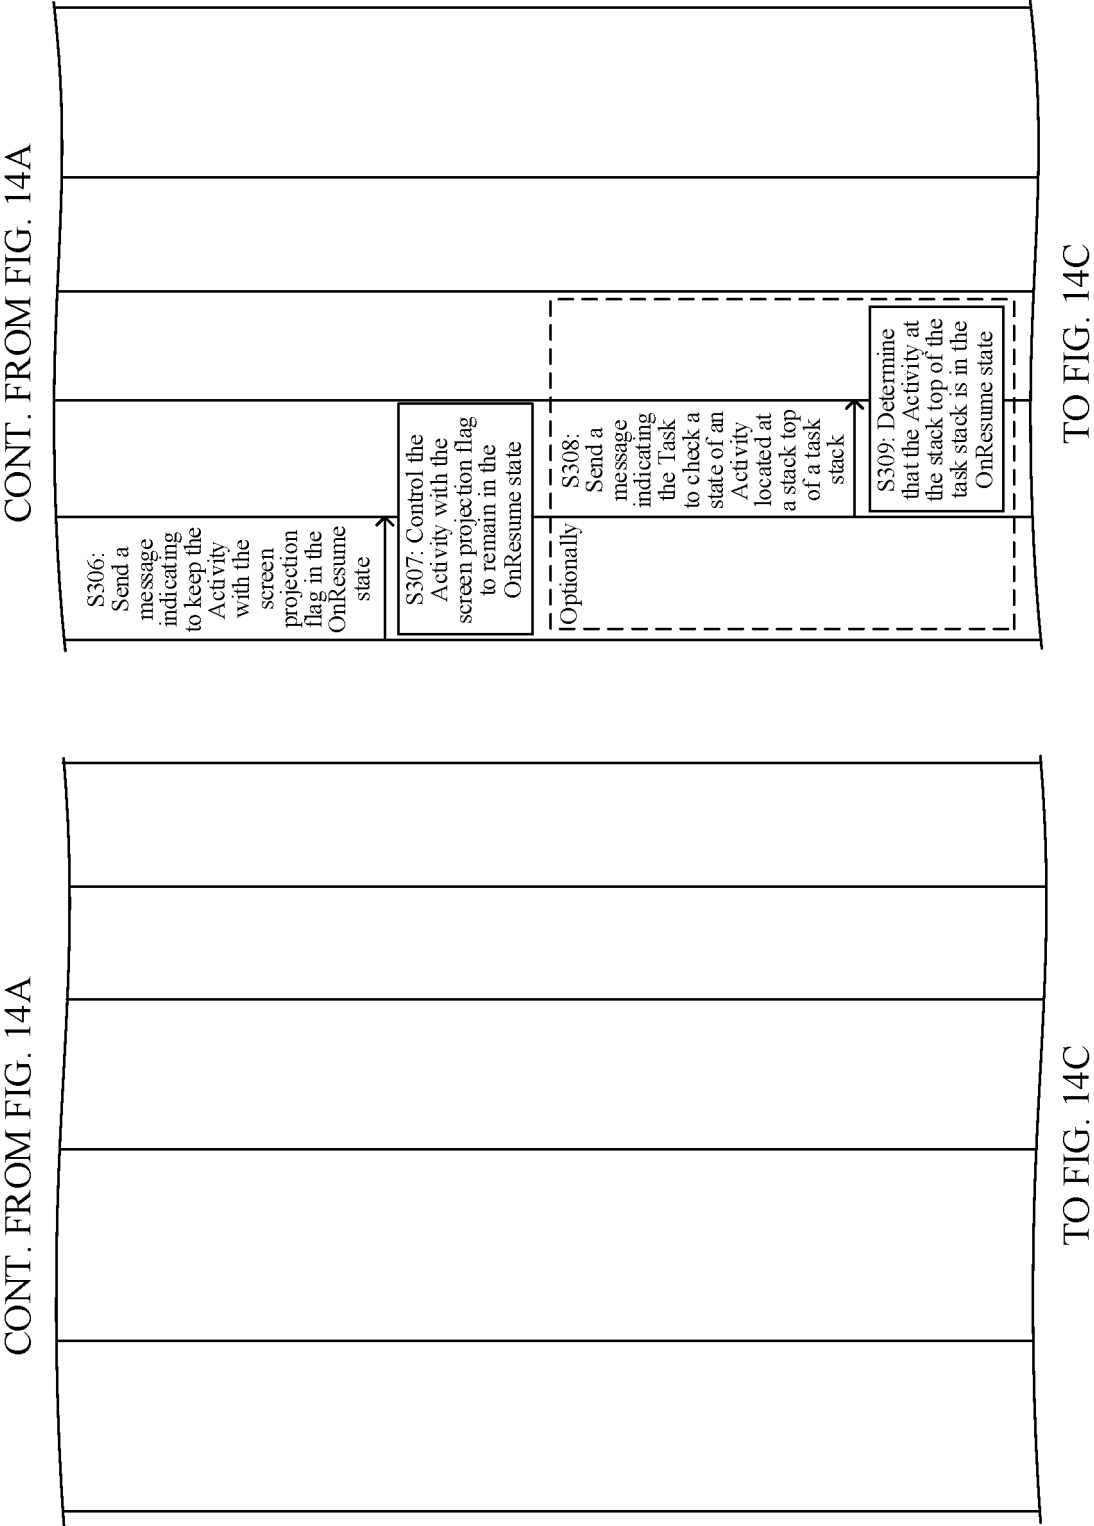 CONT. FROM FIG. 14A
CONT. FROM FIG. 14A
S306:
Send a
message
indicating
to keep the
Activity
with the
screen
projection
flag in the
OnResume
state
S307: Control the
Activity with the
screen projection flag
to remain in the
OnResume state
Optionally
S308:
Send a
message
indicating
the Task
to check a
state of an
Activity
located at
a stack top
of a task
stack
S309: Determine
that the Activity at
the stack top of the
task stack is in the
OnResume state
TO FIG. 14C
TO FIG. 14C